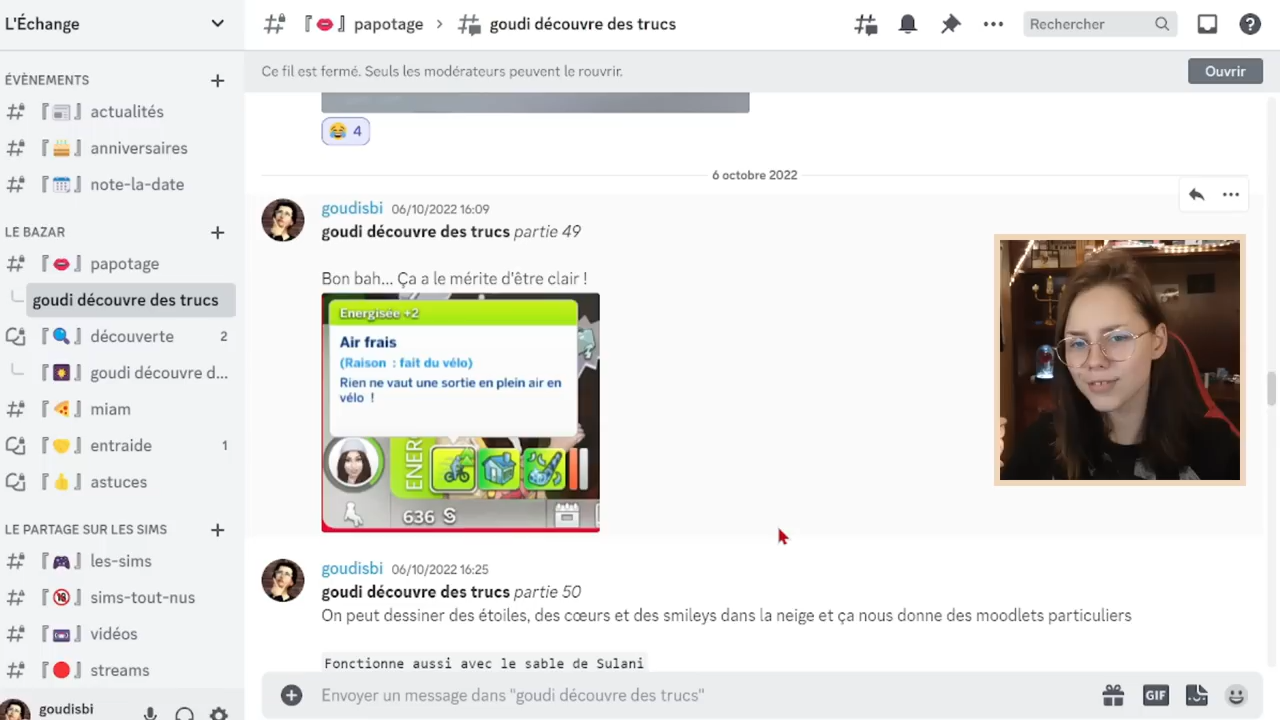 L'Échange
『👄』 papotage › goudi découvre des trucs
Rechercher
Ce fil est fermé. Seuls les modérateurs peuvent le rouvrir.
Ouvrir
ÉVÈNEMENTS
『📰』 actualités
『🎂』 anniversaires
『📅』 note-la-date
LE BAZAR
『👄』 papotage
goudi découvre des trucs
『🔍』 découverte 2
goudi découvre d...
『🍕』 miam
『🤝』 entraide 1
『👍』 astuces
LE PARTAGE SUR LES SIMS
『🎮』 les-sims
『🔞』 sims-tout-nus
『📼』 vidéos
『🔴』 streams
goudisbi
😂 4
6 octobre 2022
goudisbi 06/10/2022 16:09
goudi découvre des trucs partie 49
Bon bah... Ça a le mérite d'être clair !
Energisée +2
Air frais
(Raison : fait du vélo)
Rien ne vaut une sortie en plein air en
vélo !
ENER
636 §
goudisbi 06/10/2022 16:25
goudi découvre des trucs partie 50
On peut dessiner des étoiles, des cœurs et des smileys dans la neige et ça nous donne des moodlets particuliers
Fonctionne aussi avec le sable de Sulani
Envoyer un message dans "goudi découvre des trucs"
GIF